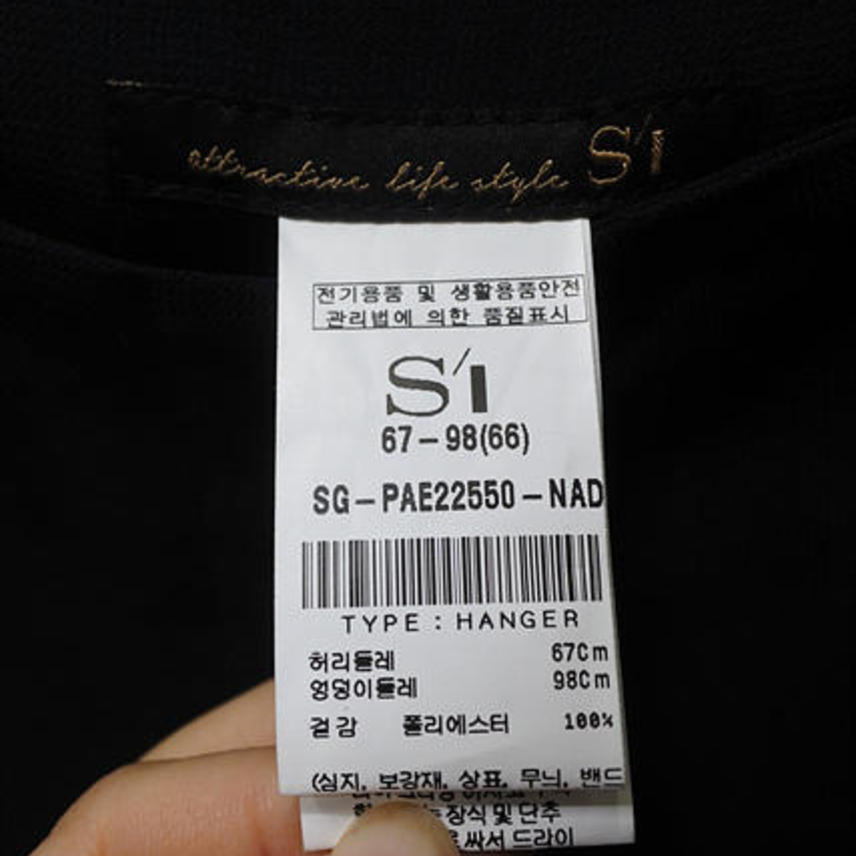 attractive life style S'I
전기용품 및 생활용품안전
관리법에 의한 품질표시
S'I
67-98(66)
SG-PAE22550-NAD
TYPE : HANGER
허리둘레 67Cm
엉덩이둘레 98Cm
겉감 폴리에스터 100%
(심지, 보강재, 상표, 무늬, 밴드
장식 및 단추
싸서 드라이